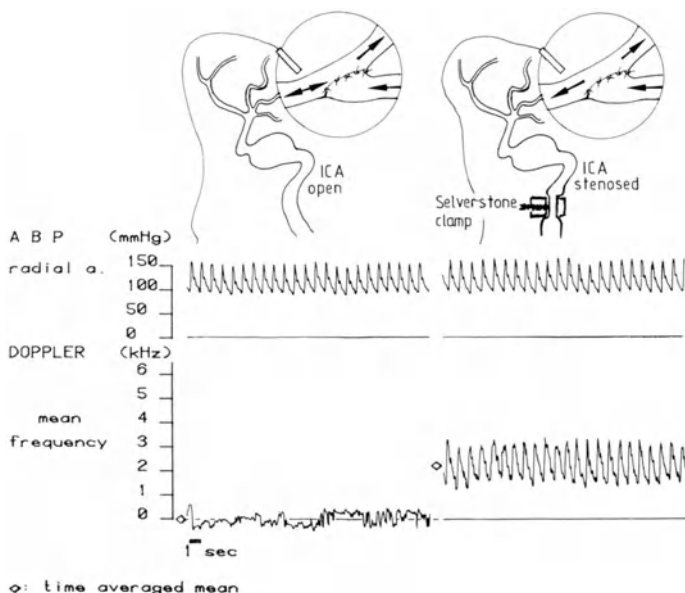 ICA
open
ICA
stenosed
Selverstone
clamp
A B P (mmHg)
radial a.
150
100
50
0
DOPPLER (kHz)
mean
frequency
6
5
4
3
2
1
0
1 sec
◇: time averaged mean